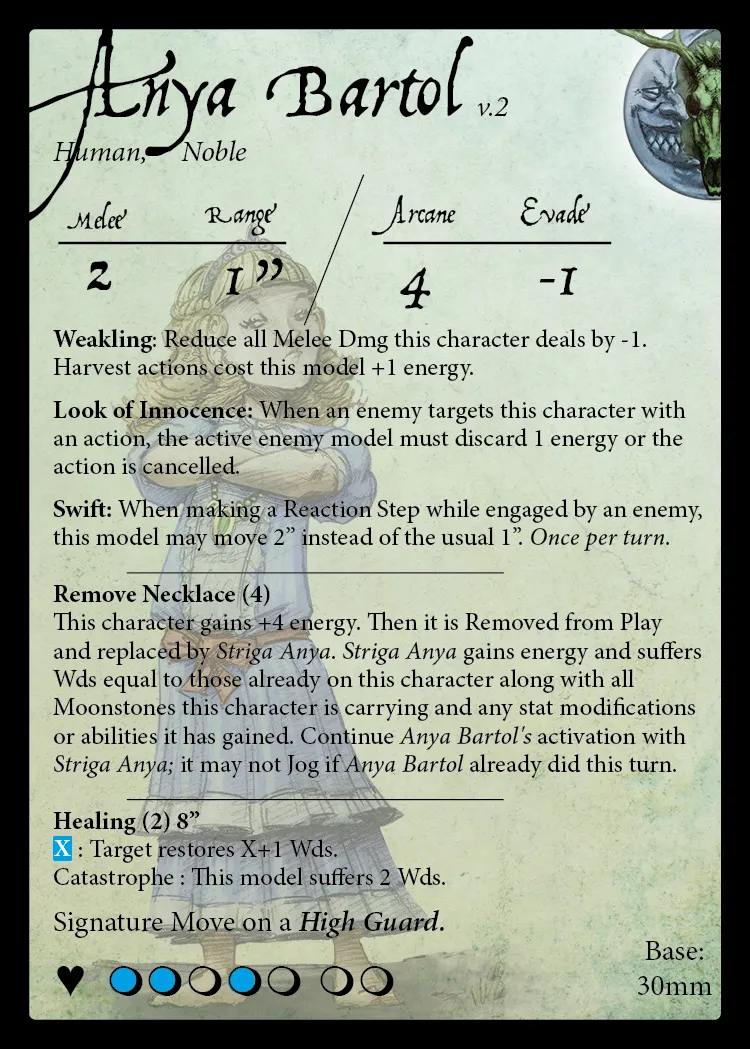 Anya Bartol v.2
Human, Noble
Melee Range Arcane Evade
2 1” 4 -1
Weakling: Reduce all Melee Dmg this character deals by -1.
Harvest actions cost this model +1 energy.
Look of Innocence: When an enemy targets this character with
an action, the active enemy model must discard 1 energy or the
action is cancelled.
Swift: When making a Reaction Step while engaged by an enemy,
this model may move 2” instead of the usual 1”. Once per turn.
Remove Necklace (4)
This character gains +4 energy. Then it is Removed from Play
and replaced by Striga Anya. Striga Anya gains energy and suffers
Wds equal to those already on this character along with all
Moonstones this character is carrying and any stat modifications
or abilities it has gained. Continue Anya Bartol's activation with
Striga Anya; it may not Jog if Anya Bartol already did this turn.
Healing (2) 8”
X : Target restores X+1 Wds.
Catastrophe : This model suffers 2 Wds.
Signature Move on a High Guard.
Base:
30mm